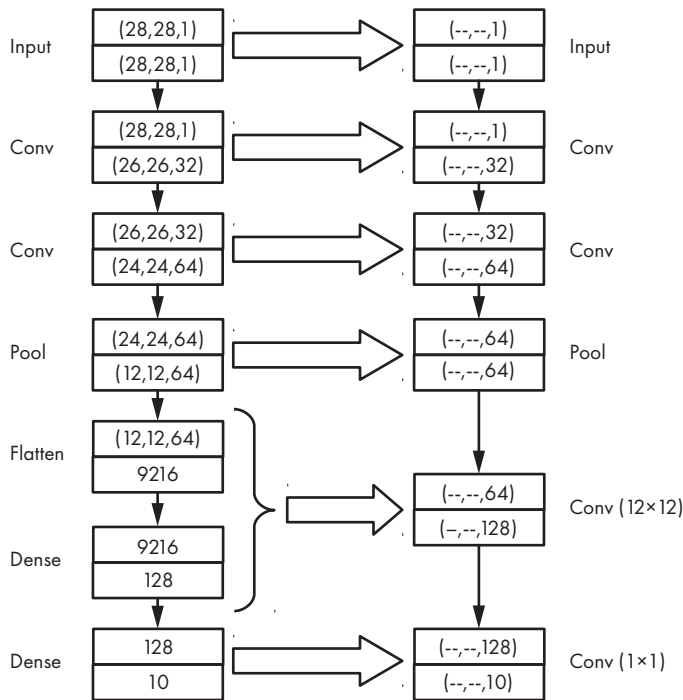 Input
(28,28,1)
(28,28,1)
(--,--,1)
(--,--,1)
Input
Conv
(28,28,1)
(26,26,32)
(--,--,1)
(--,--,32)
Conv
Conv
(26,26,32)
(24,24,64)
(--,--,32)
(--,--,64)
Conv
Pool
(24,24,64)
(12,12,64)
(--,--,64)
(--,--,64)
Pool
Flatten
(12,12,64)
9216
Dense
9216
128
(--,--,64)
(–,--,128)
Conv (12×12)
Dense
128
10
(--,--,128)
(--,--,10)
Conv (1×1)